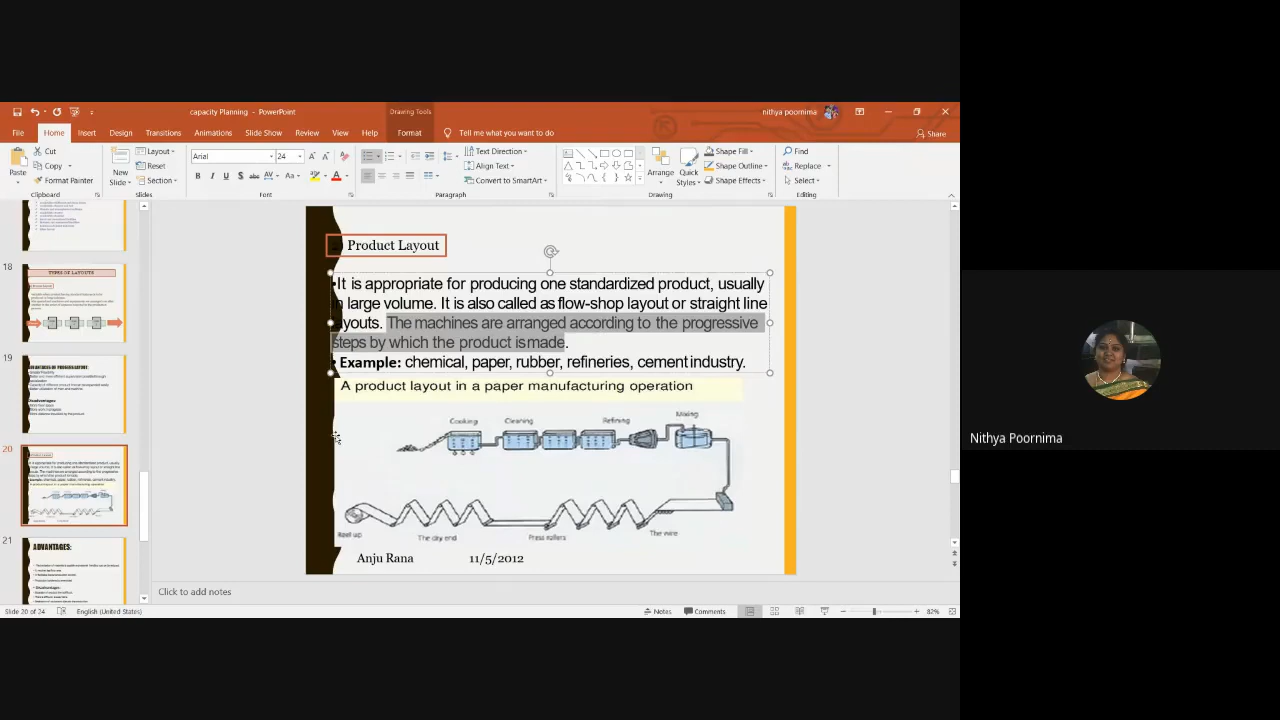 capacity Planning - PowerPoint
Drawing Tools
nithya poornima
File Home Insert Design Transitions Animations Slide Show Review View Help Format Tell me what you want to do Share
Paste
Cut
Copy
Format Painter
Clipboard
New Slide
Layout
Reset
Section
Slides
Arial 24
B I U S abc AV Aa A
Font
Text Direction
Align Text
Convert to SmartArt
Paragraph
Arrange
Quick Styles
Shape Fill
Shape Outline
Shape Effects
Drawing
Find
Replace
Select
Editing
18
TYPES OF LAYOUTS
19
Disadvantages:
20
21
ADVANTAGES:
Disadvantages:
Product Layout
•It is appropriate for producing one standardized product, usually
in large volume. It is also called as flow-shop layout or straight line
layouts. The machines are arranged according to the progressive
steps by which the product is made.
• Example: chemical, paper rubber, refineries, cement industry.
A product layout in a paper manufacturing operation
Cooking Cleaning Refining Mixing
Reel up The day end Press rollers The wire
Anju Rana 11/5/2012
Click to add notes
Slide 20 of 24 English (United States) Notes Comments 82%
Nithya Poornima